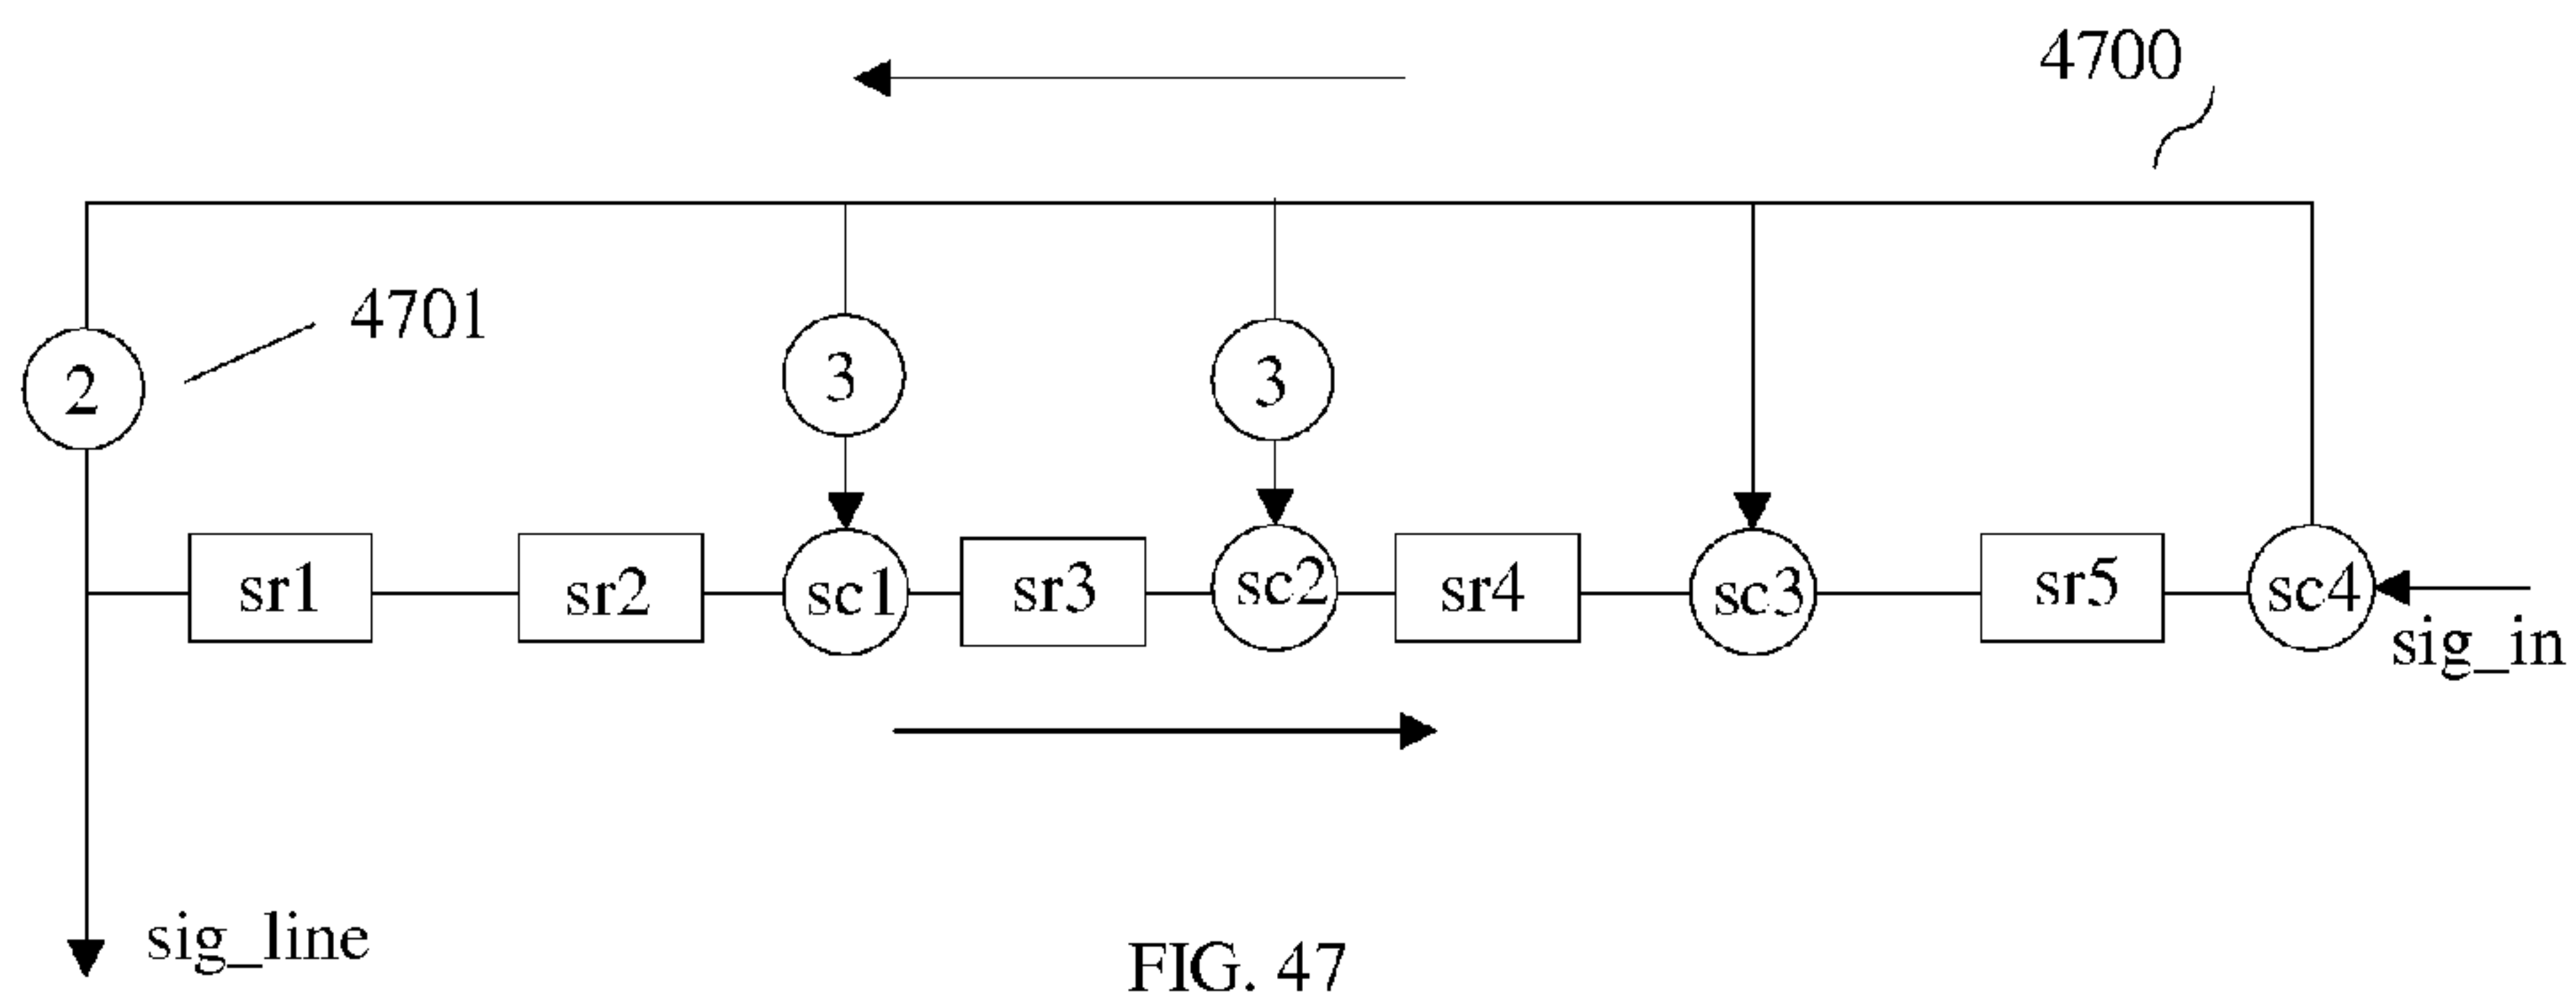 4700
4701
2
3
3
sr1
sr2
sc1
sr3
sc2
sr4
sc3
sr5
sc4
sig_in
sig_line
FIG. 47